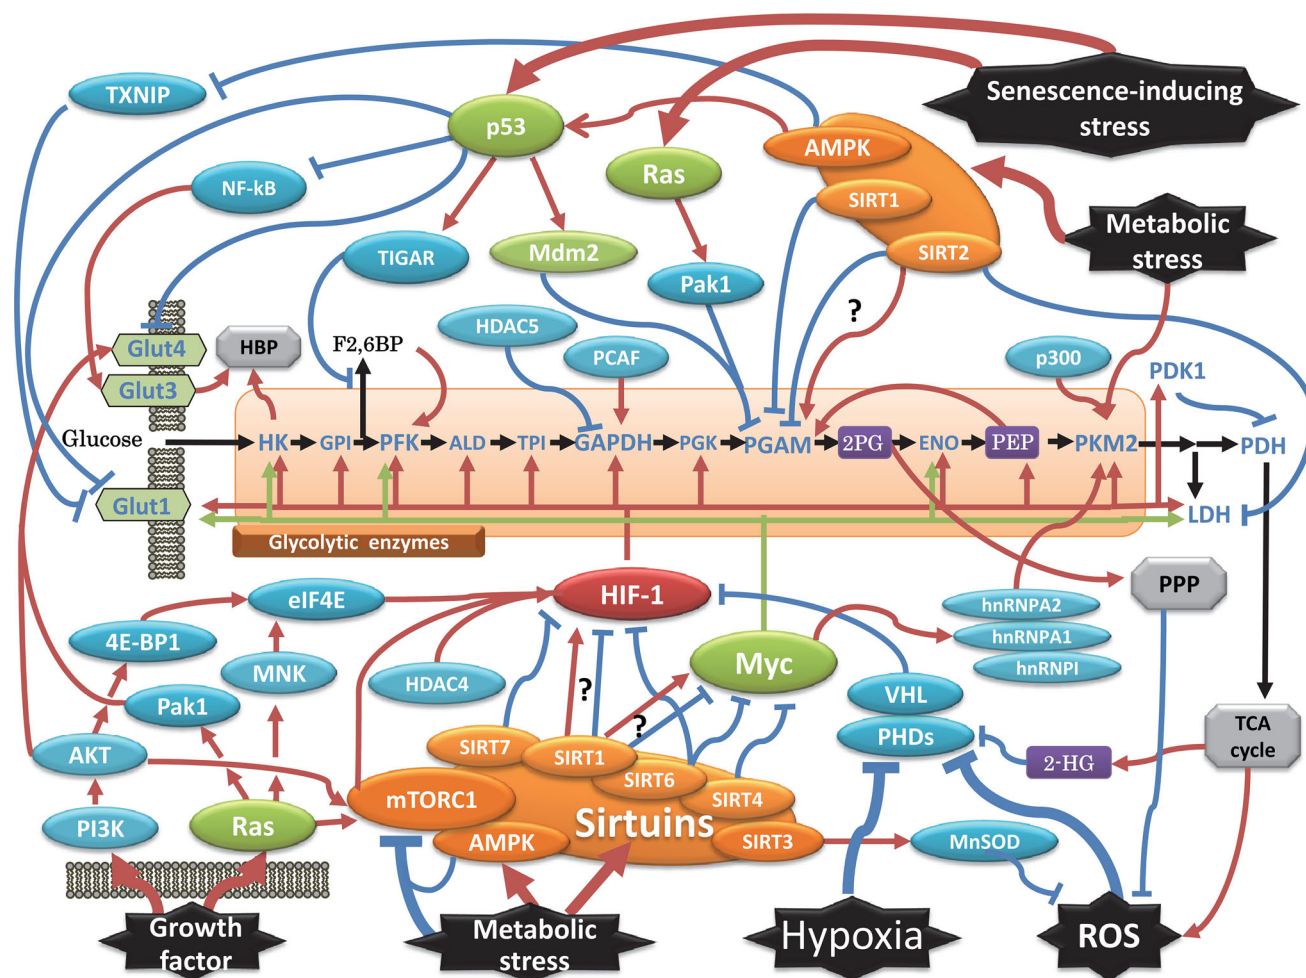 Senescence-inducing
stress
TXNIP
p53
AMPK
Ras
NF-kB
SIRT1
Metabolic
stress
TIGAR
Mdm2
SIRT2
Pak1
?
HDAC5
Glut4
HBP
F2,6BP
PCAF
p300
PDK1
Glut3
Glucose
HK
GPI
PFK
ALD
TPI
GAPDH
PGK
PGAM
2PG
ENO
PEP
PKM2
PDH
Glut1
LDH
Glycolytic enzymes
eIF4E
HIF-1
PPP
hnRNPA2
4E-BP1
hnRNPA1
MNK
Myc
hnRNPI
HDAC4
VHL
Pak1
?
?
PHDs
TCA
cycle
AKT
SIRT7
SIRT1
2-HG
SIRT6
mTORC1
SIRT4
PI3K
Ras
Sirtuins
AMPK
SIRT3
MnSOD
Growth
factor
Metabolic
stress
Hypoxia
ROS